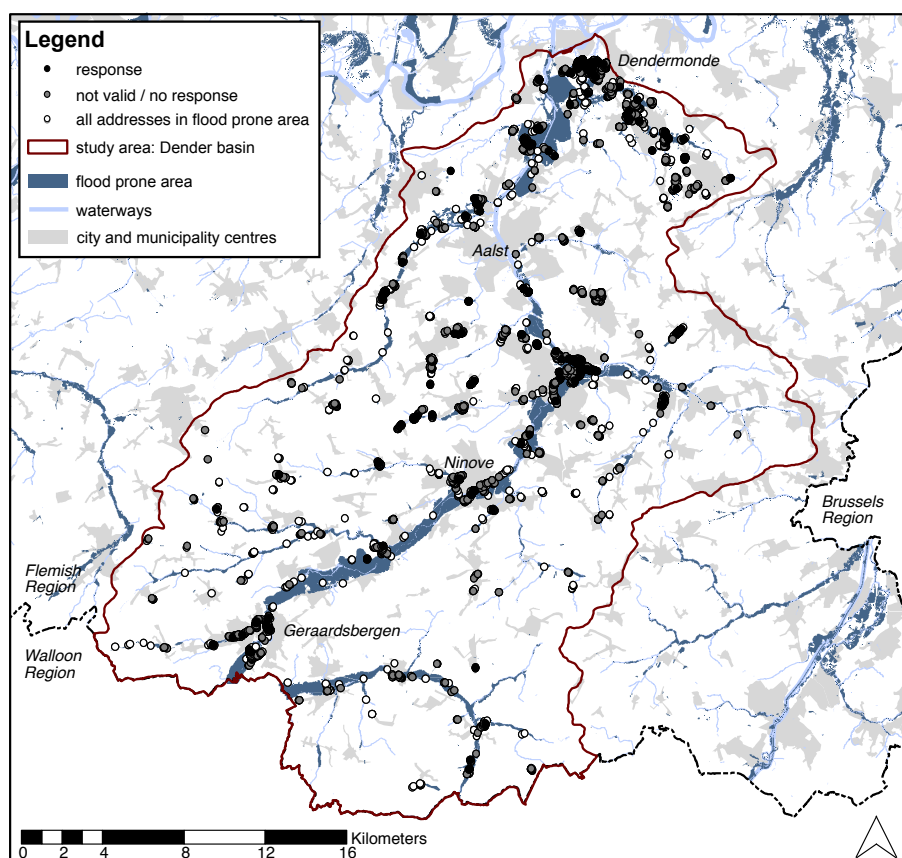 Legend
response
not valid / no response
all addresses in flood prone area
study area: Dender basin
flood prone area
waterways
city and municipality centres
Dendermonde
Aalst
Ninove
Brussels
Region
Flemish
Region
Geraardsbergen
Walloon
Region
0 2 4 8 12 16 Kilometers